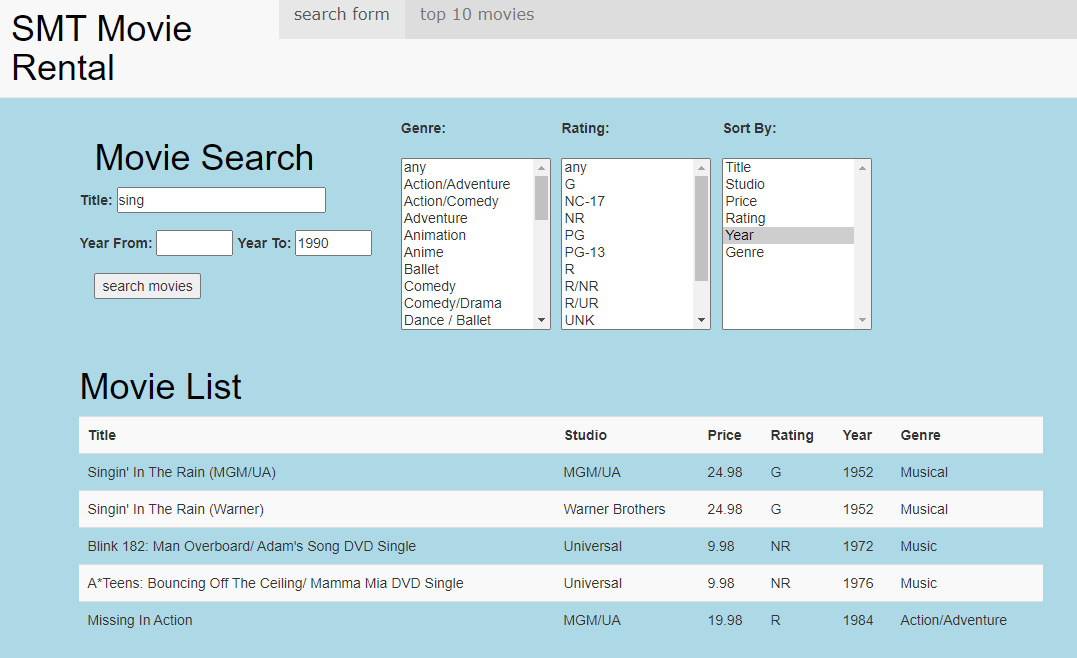 SMT Movie
Rental
search form top 10 movies
Movie Search
Title: sing
Year From: Year To: 1990
search movies
Genre:
any
Action/Adventure
Action/Comedy
Adventure
Animation
Anime
Ballet
Comedy
Comedy/Drama
Dance / Ballet
Rating:
any
G
NC-17
NR
PG
PG-13
R
R/NR
R/UR
UNK
Sort By:
Title
Studio
Price
Rating
Year
Genre
Movie List
Title Studio Price Rating Year Genre
Singin' In The Rain (MGM/UA) MGM/UA 24.98 G 1952 Musical
Singin' In The Rain (Warner) Warner Brothers 24.98 G 1952 Musical
Blink 182: Man Overboard/ Adam's Song DVD Single Universal 9.98 NR 1972 Music
A*Teens: Bouncing Off The Ceiling/ Mamma Mia DVD Single Universal 9.98 NR 1976 Music
Missing In Action MGM/UA 19.98 R 1984 Action/Adventure